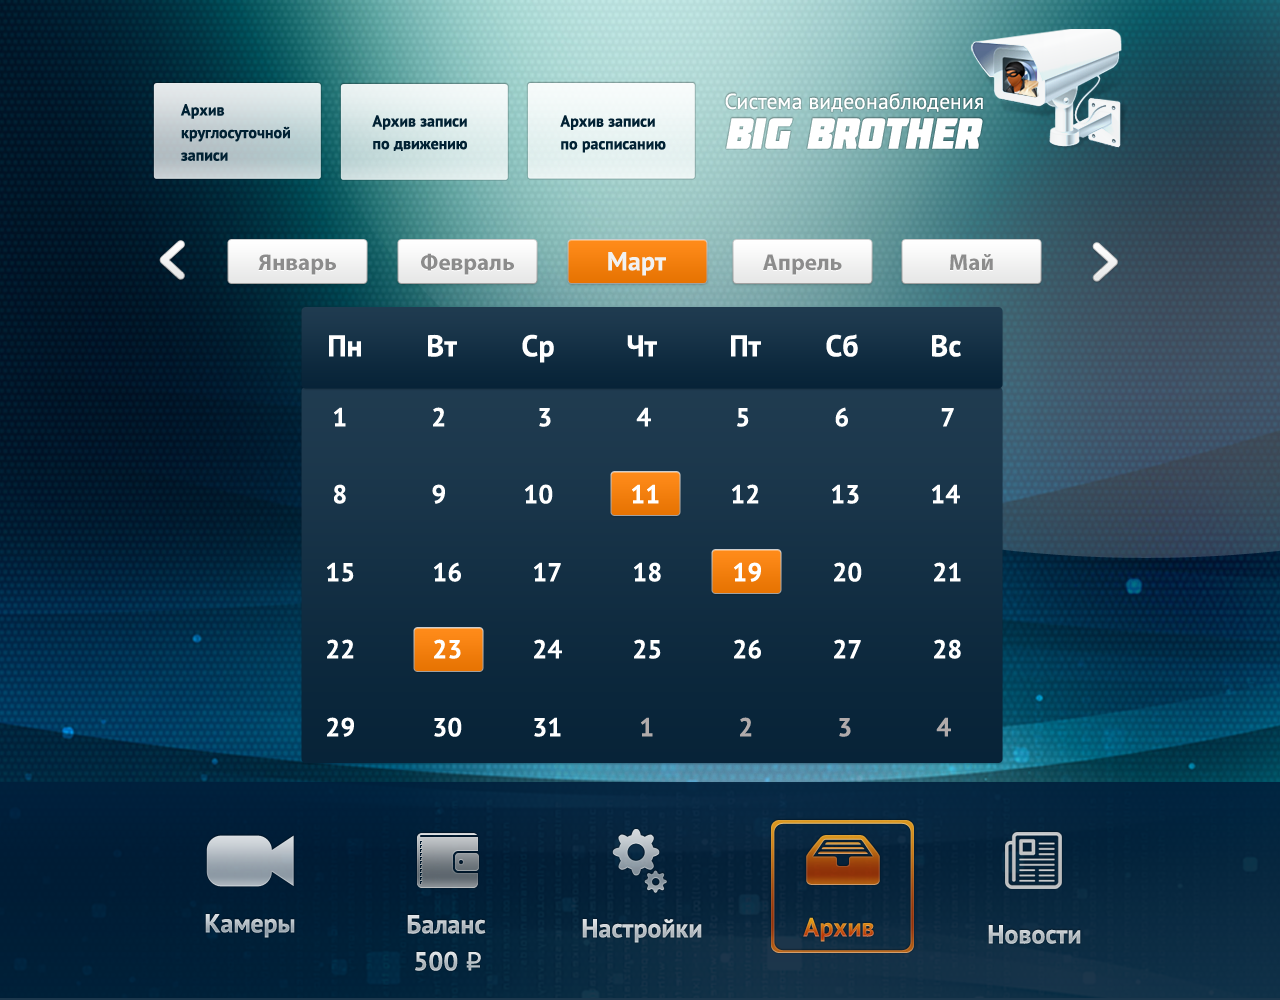 Архив
круглосуточной
записи
Архив записи
по движению
Архив записи
по расписанию
Система видеонаблюдения
BIG BROTHER
Январь Февраль Март Апрель Май
Пн Вт Ср Чт Пт Сб Вс
1 2 3 4 5 6 7
8 9 10 11 12 13 14
15 16 17 18 19 20 21
22 23 24 25 26 27 28
29 30 31 1 2 3 4
Камеры
Баланс
500 ₽
Настройки
Архив
Новости